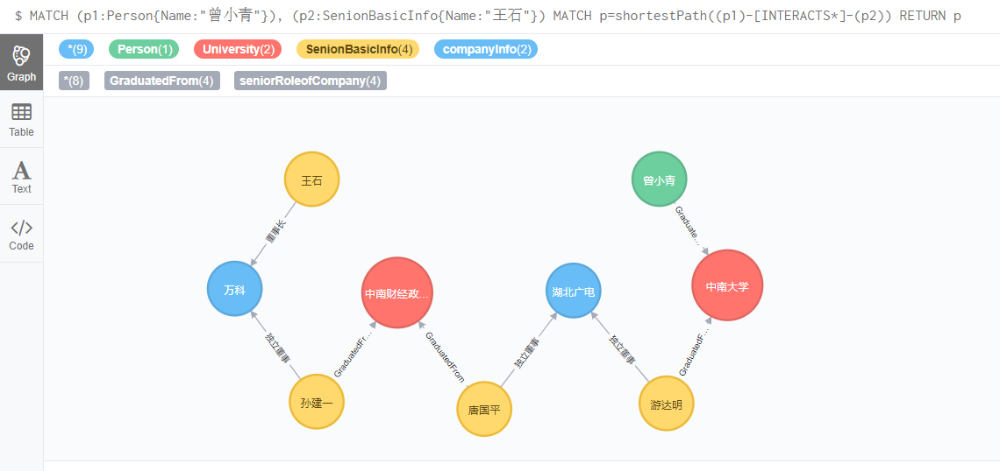 $ MATCH (p1:Person{Name:"曾小青"}), (p2:SenionBasicInfo{Name:"王石"}) MATCH p=shortestPath((p1)-[INTERACTS*]-(p2)) RETURN p
Graph
*(9) Person(1) University(2) SenionBasicInfo(4) companyInfo(2)
*(8) GraduatedFrom(4) seniorRoleofCompany(4)
Table
Text
Code
王石
曾小青
董事长
Graduate...
万科
中南财经政...
湖北广电
中南大学
独立董事
GraduatedFr...
GraduatedFrom
独立董事
独立董事
GraduatedF...
孙建一
唐国平
游达明